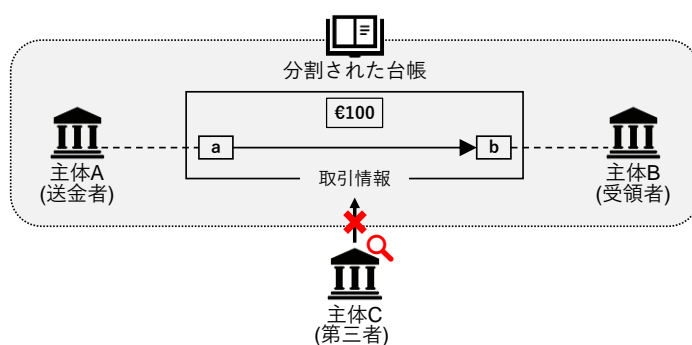 分割された台帳
€100
a
b
取引情報
主体A
(送金者)
主体B
(受領者)
主体C
(第三者)